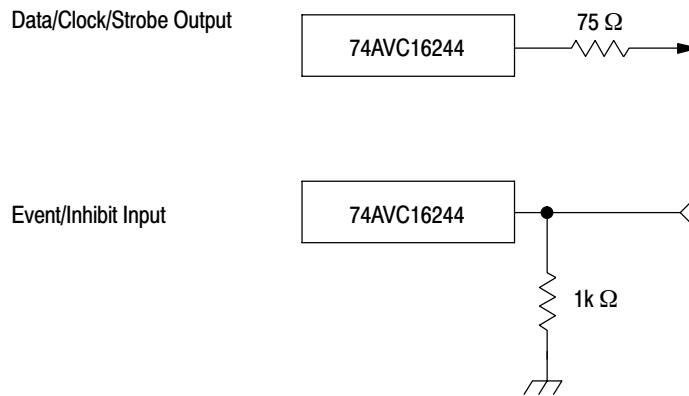 Data/Clock/Strobe Output
74AVC16244
75 Ω
Event/Inhibit Input
74AVC16244
1k Ω